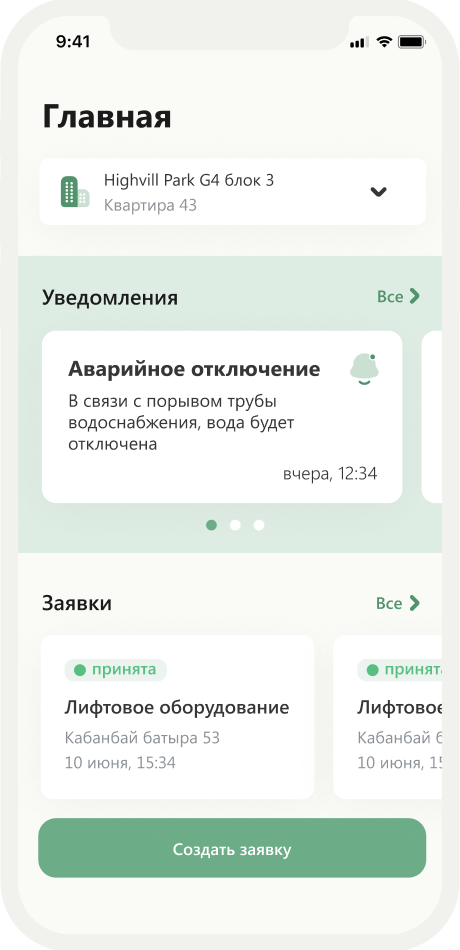 9:41
Главная
Highvill Park G4 блок 3
Квартира 43
Уведомления
Все
Аварийное отключение
В связи с порывом трубы
водоснабжения, вода будет
отключена
вчера, 12:34
Заявки
Все
принята
Лифтовое оборудование
Кабанбай батыра 53
10 июня, 15:34
принят
Лифтовое
Кабанбай б
10 июня, 15
Создать заявку